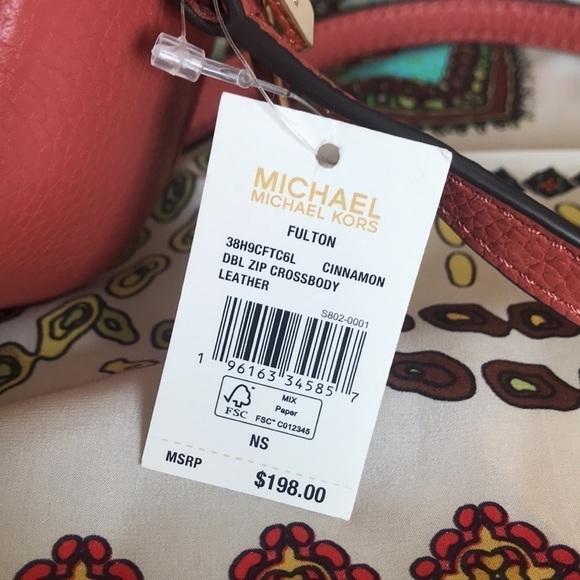 MICHAEL
MICHAEL KORS
FULTON
38H9CFTC6L CINNAMON
DBL ZIP CROSSBODY
LEATHER
S802-0001
1 96163 34585 7
FSC
MIX
Paper
FSC™ C012345
NS
MSRP $198.00